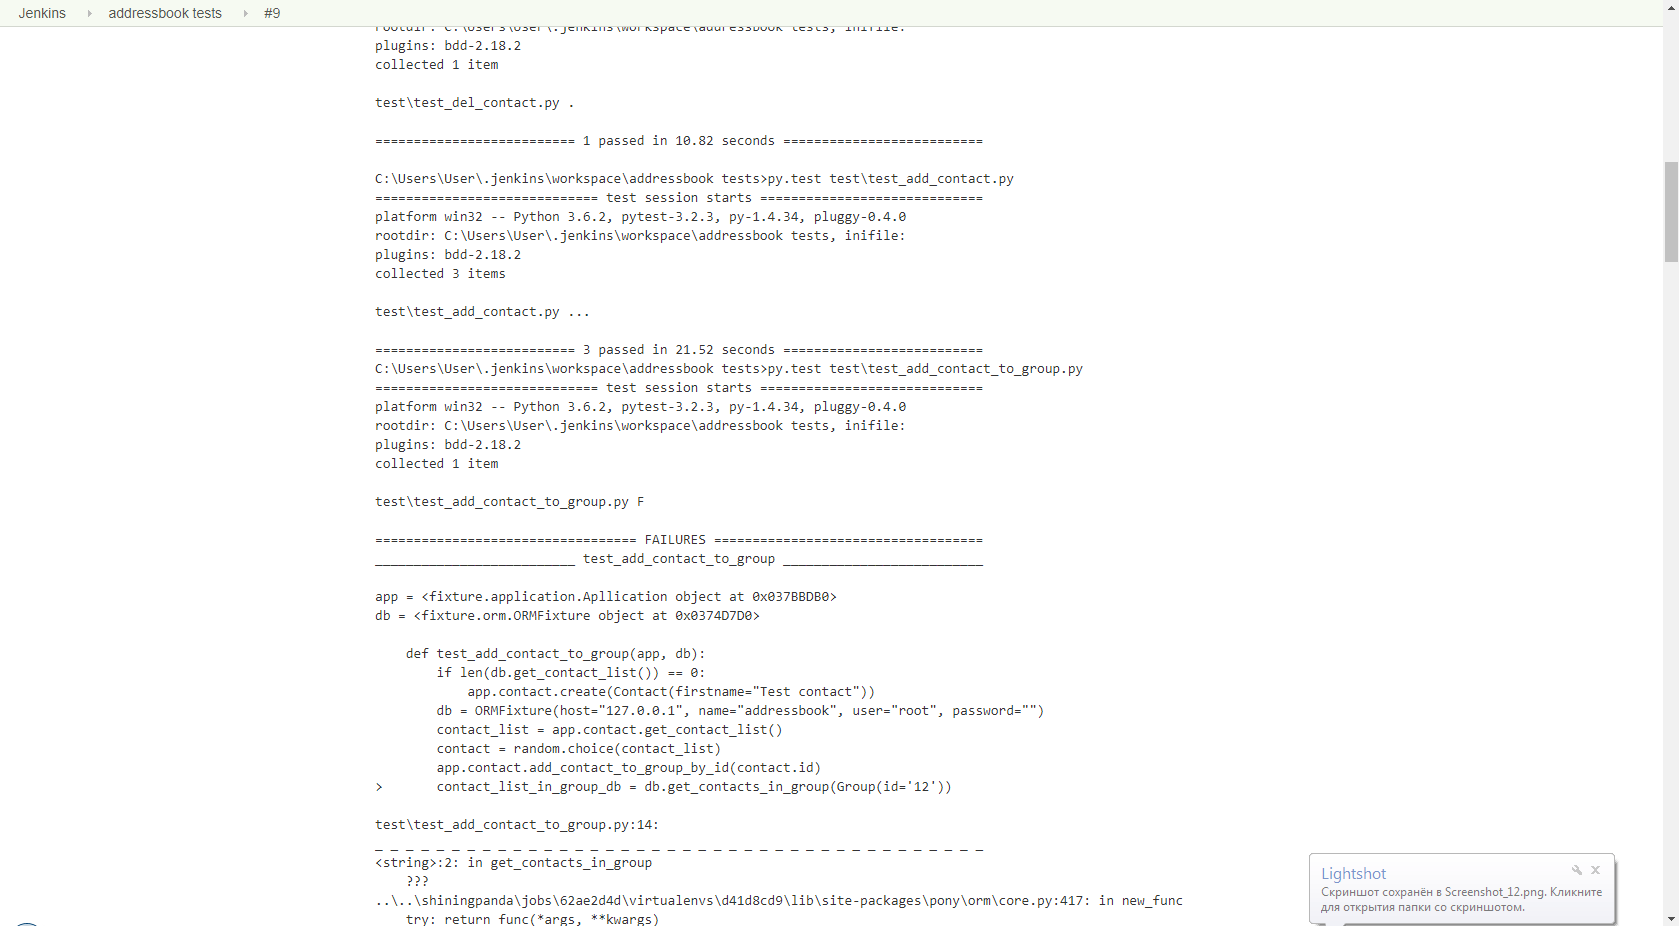 Jenkins
addressbook tests
#9
rootdir: C:\Users\User\.jenkins\workspace\addressbook tests, inifile:
plugins: bdd-2.18.2
collected 1 item
test\test_del_contact.py .
========================== 1 passed in 10.82 seconds ==========================
C:\Users\User\.jenkins\workspace\addressbook tests>py.test test\test_add_contact.py
============================= test session starts =============================
platform win32 -- Python 3.6.2, pytest-3.2.3, py-1.4.34, pluggy-0.4.0
rootdir: C:\Users\User\.jenkins\workspace\addressbook tests, inifile:
plugins: bdd-2.18.2
collected 3 items
test\test_add_contact.py ...
========================== 3 passed in 21.52 seconds ==========================
C:\Users\User\.jenkins\workspace\addressbook tests>py.test test\test_add_contact_to_group.py
============================= test session starts =============================
platform win32 -- Python 3.6.2, pytest-3.2.3, py-1.4.34, pluggy-0.4.0
rootdir: C:\Users\User\.jenkins\workspace\addressbook tests, inifile:
plugins: bdd-2.18.2
collected 1 item
test\test_add_contact_to_group.py F
================================== FAILURES ===================================
__________________________ test_add_contact_to_group __________________________
app = <fixture.application.Apllication object at 0x037BBDB0>
db = <fixture.orm.ORMFixture object at 0x0374D7D0>
    def test_add_contact_to_group(app, db):
        if len(db.get_contact_list()) == 0:
            app.contact.create(Contact(firstname="Test contact"))
        db = ORMFixture(host="127.0.0.1", name="addressbook", user="root", password="")
        contact_list = app.contact.get_contact_list()
        contact = random.choice(contact_list)
        app.contact.add_contact_to_group_by_id(contact.id)
>       contact_list_in_group_db = db.get_contacts_in_group(Group(id='12'))
test\test_add_contact_to_group.py:14:
_ _ _ _ _ _ _ _ _ _ _ _ _ _ _ _ _ _ _ _ _ _ _ _ _ _ _ _ _ _ _ _ _ _ _ _ _ _ _ _
<string>:2: in get_contacts_in_group
    ???
..\..\shiningpanda\jobs\62ae2d4d\virtualenvs\d41d8cd9\lib\site-packages\pony\orm\core.py:417: in new_func
    try: return func(*args, **kwargs)
Lightshot
Скриншот сохранён в Screenshot_12.png. Кликните
для открытия папки со скриншотом.